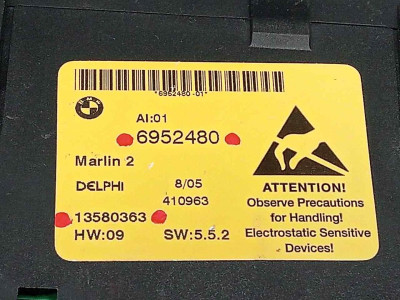 *6952480-01*
BMW
AI:01
6952480
Marlin 2
DELPHI 8/05
410963
13580363
HW:09 SW:5.5.2
ATTENTION!
Observe Precautions
for Handling!
Electrostatic Sensitive
Devices!